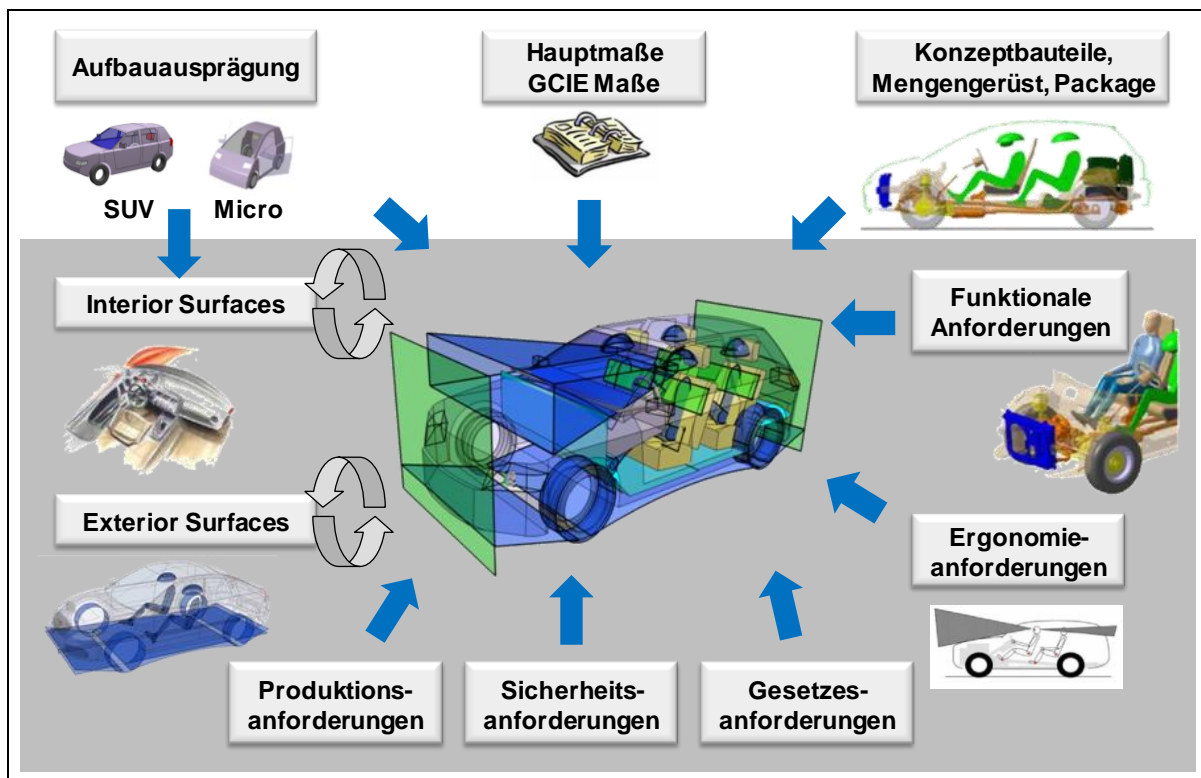 Aufbauausprägung
Hauptmaße
GCIE Maße
Konzeptbauteile,
Mengengerüst, Package
SUV
Micro
Interior Surfaces
Funktionale
Anforderungen
Exterior Surfaces
Ergonomie-
anforderungen
Produktions-
anforderungen
Sicherheits-
anforderungen
Gesetzes-
anforderungen